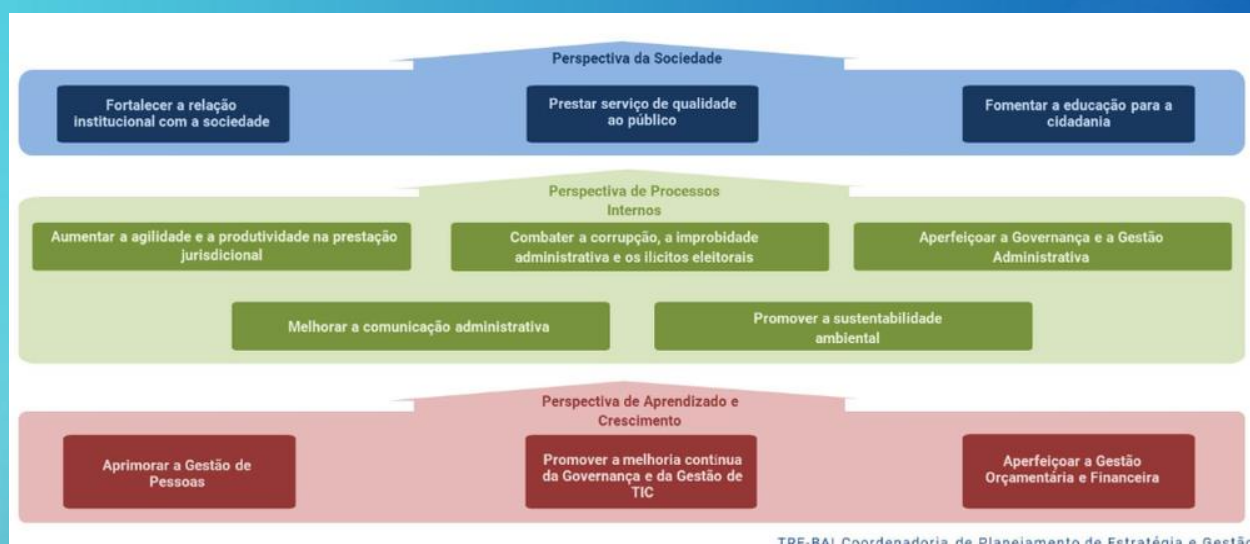 Perspectiva da Sociedade
Fortalecer a relação
institucional com a sociedade
Prestar serviço de qualidade
ao público
Fomentar a educação para a
cidadania
Perspectiva de Processos
Internos
Aumentar a agilidade e a produtividade na prestação
jurisdicional
Combater a corrupção, a improbidade
administrativa e os ilícitos eleitorais
Aperfeiçoar a Governança e a Gestão
Administrativa
Melhorar a comunicação administrativa
Promover a sustentabilidade
ambiental
Perspectiva de Aprendizado e
Crescimento
Aprimorar a Gestão de
Pessoas
Promover a melhoria contínua
da Governança e da Gestão de
TIC
Aperfeiçoar a Gestão
Orçamentária e Financeira
TRE-BA| Coordenadoria de Planejamento de Estratégia e Gestão